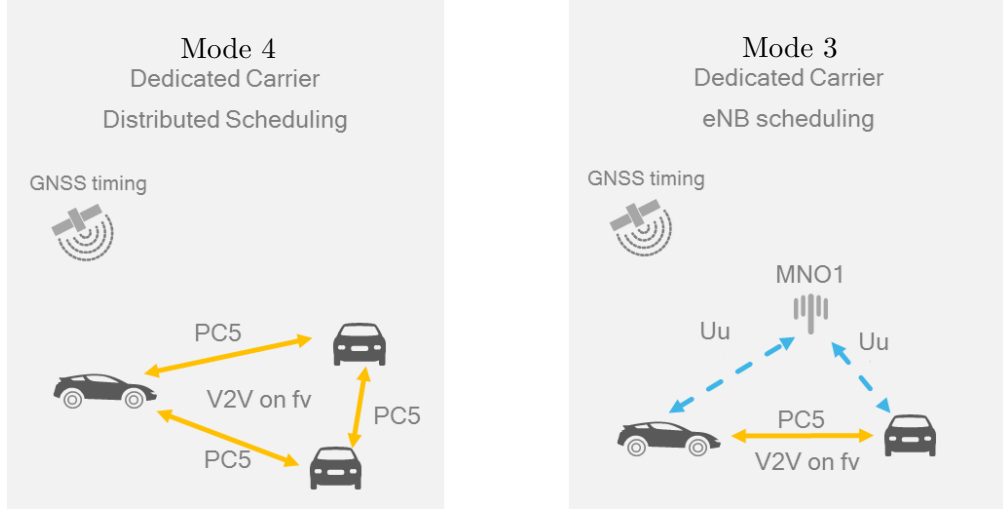 Mode 4
Dedicated Carrier
Distributed Scheduling
GNSS timing
PC5
V2V on fv
PC5
PC5
Mode 3
Dedicated Carrier
eNB scheduling
GNSS timing
MNO1
Uu
Uu
PC5
V2V on fv